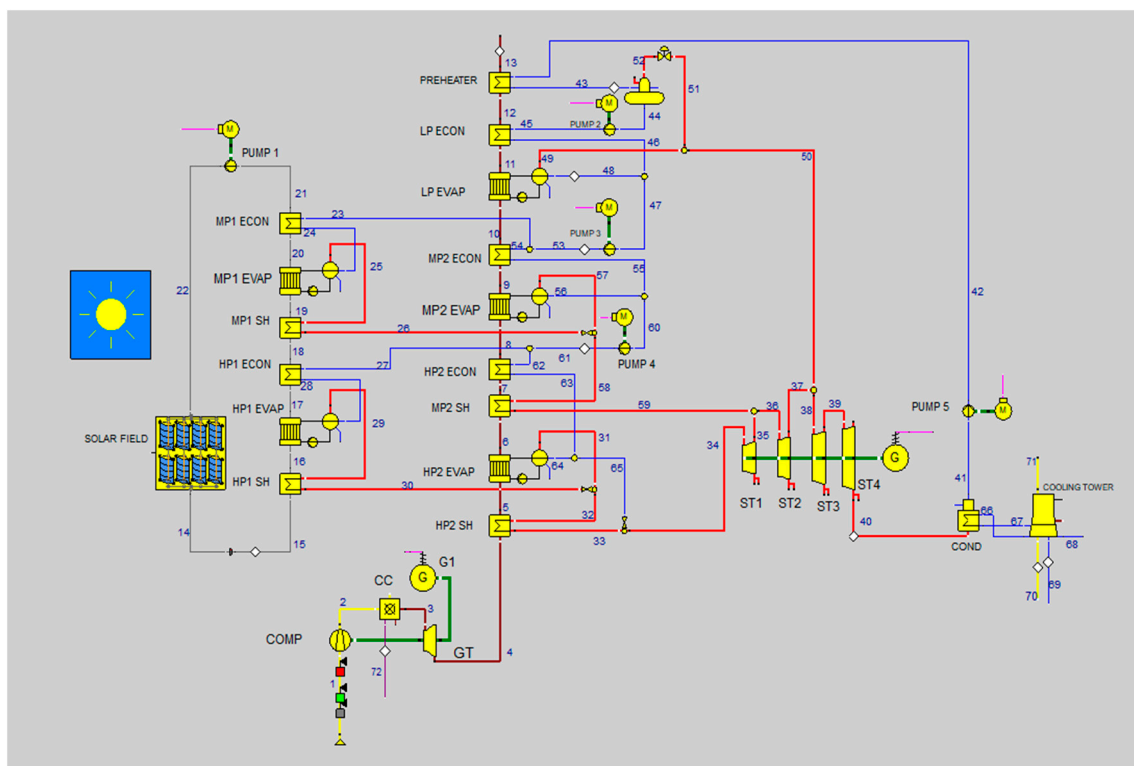 13
52
PREHEATER
43
51
12
M
44
PUMP 2
45
LP ECON
46
M
PUMP 1
50
11
49
48
LP EVAP
47
21
23
M
MP1 ECON
24
10
PUMP 3
54
53
MP2 ECON
55
20
25
MP1 EVAP
57
22
9
56
42
MP2 EVAP
19
M
60
MP1 SH
26
18
8
61
HP1 ECON
27
62
PUMP 4
28
HP2 ECON
63
7
58
17
37
HP1 EVAP
MP2 SH
59
36
39
29
35
38
M
PUMP 5
SOLAR FIELD
34
6
31
G
16
HP2 EVAP
64
65
71
HP1 SH
30
ST4
COOLING TOWER
ST1
ST2
ST3
41
5
32
66
14
HP2 SH
33
40
67
15
COND
68
G1
G
CC
69
70
2
3
COMP
GT
4
72
1